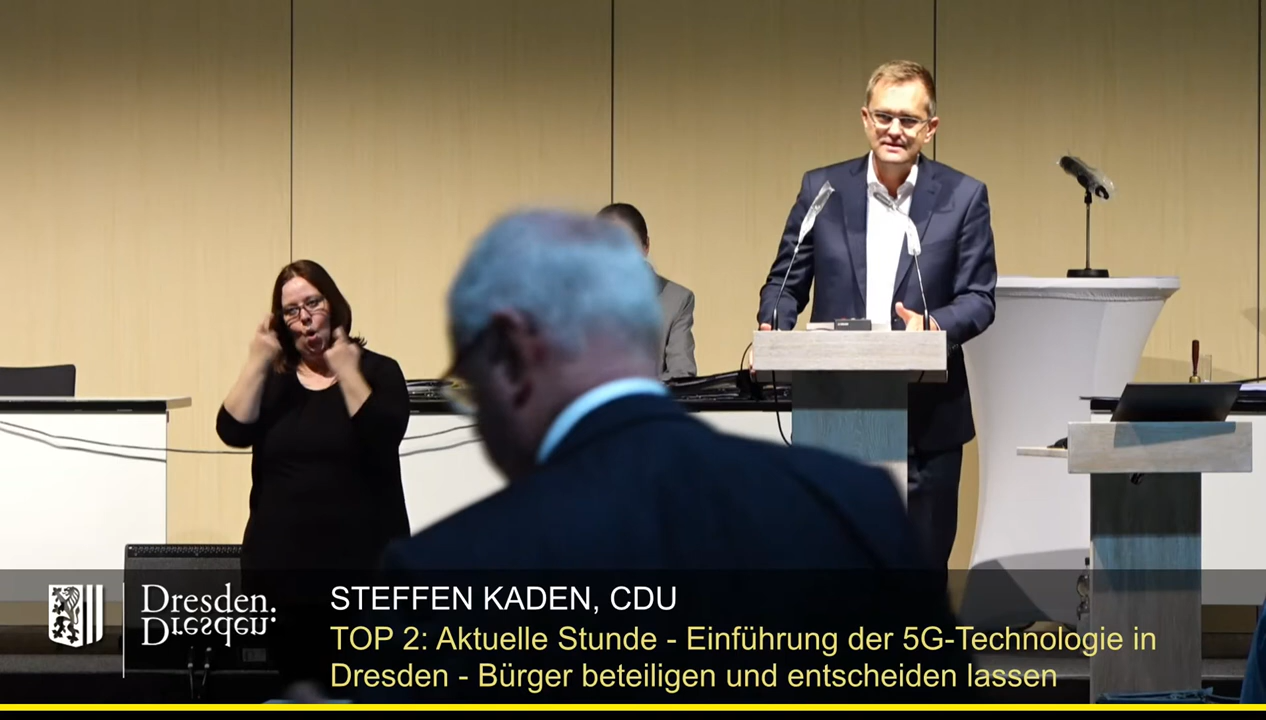 Dresden.
Dresden.
STEFFEN KADEN, CDU
TOP 2: Aktuelle Stunde - Einführung der 5G-Technologie in
Dresden - Bürger beteiligen und entscheiden lassen